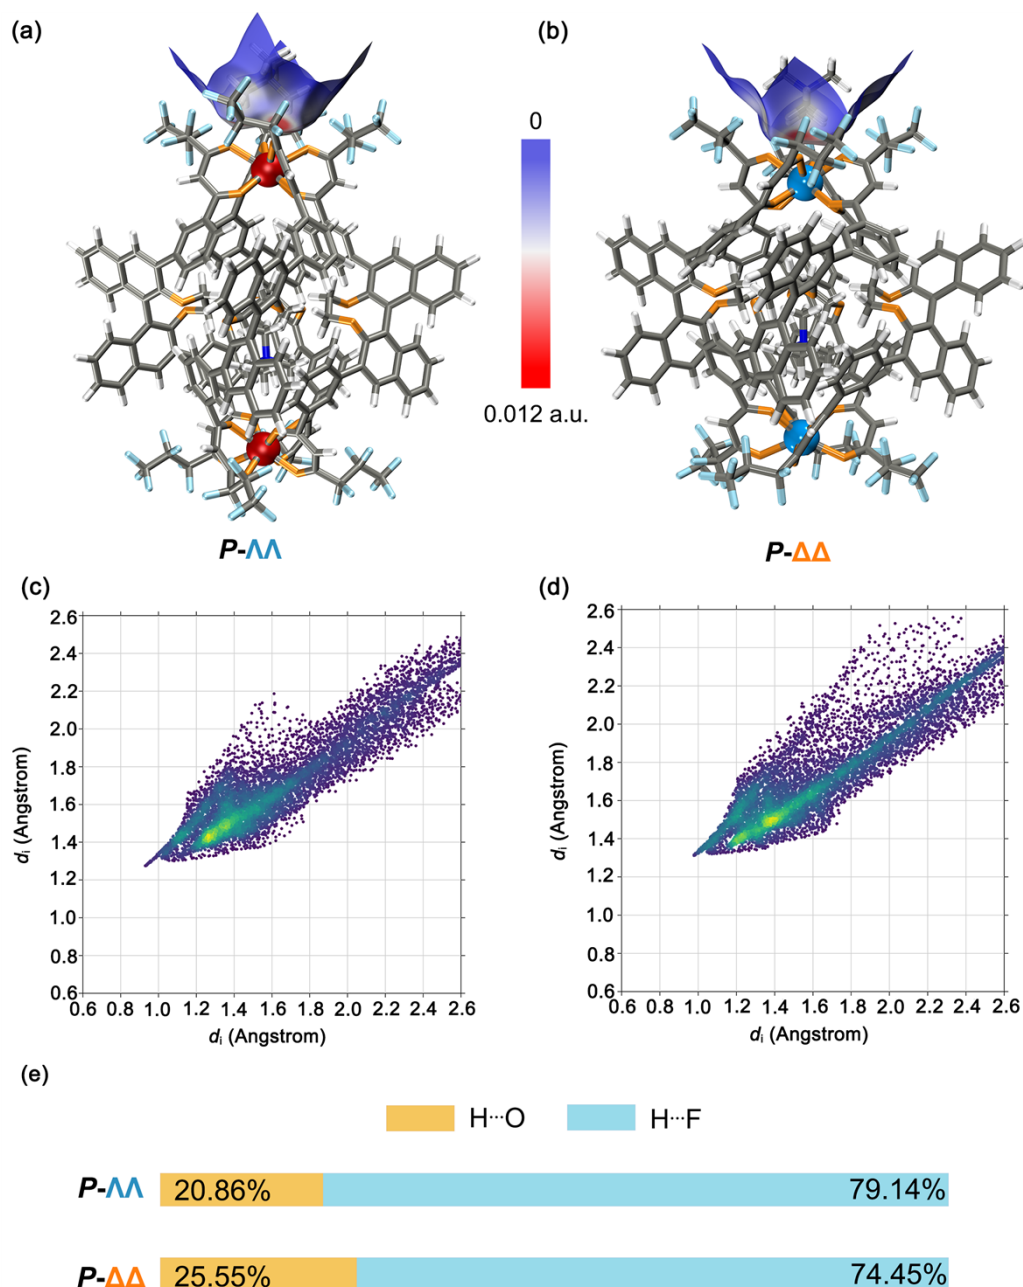 (a)
(b)
0
0.012 a.u.
P-ΛΛ
P-ΔΔ
(c)
(d)
2.6
2.4
2.2
2.0
1.8
1.6
1.4
1.2
1.0
0.8
0.6
di (Angstrom)
0.6 0.8 1.0 1.2 1.4 1.6 1.8 2.0 2.2 2.4 2.6
di (Angstrom)
2.6
2.4
2.2
2.0
1.8
1.6
1.4
1.2
1.0
0.8
0.6
di (Angstrom)
0.6 0.8 1.0 1.2 1.4 1.6 1.8 2.0 2.2 2.4 2.6
di (Angstrom)
(e)
H···O H···F
P-ΛΛ 20.86% 79.14%
P-ΔΔ 25.55% 74.45%